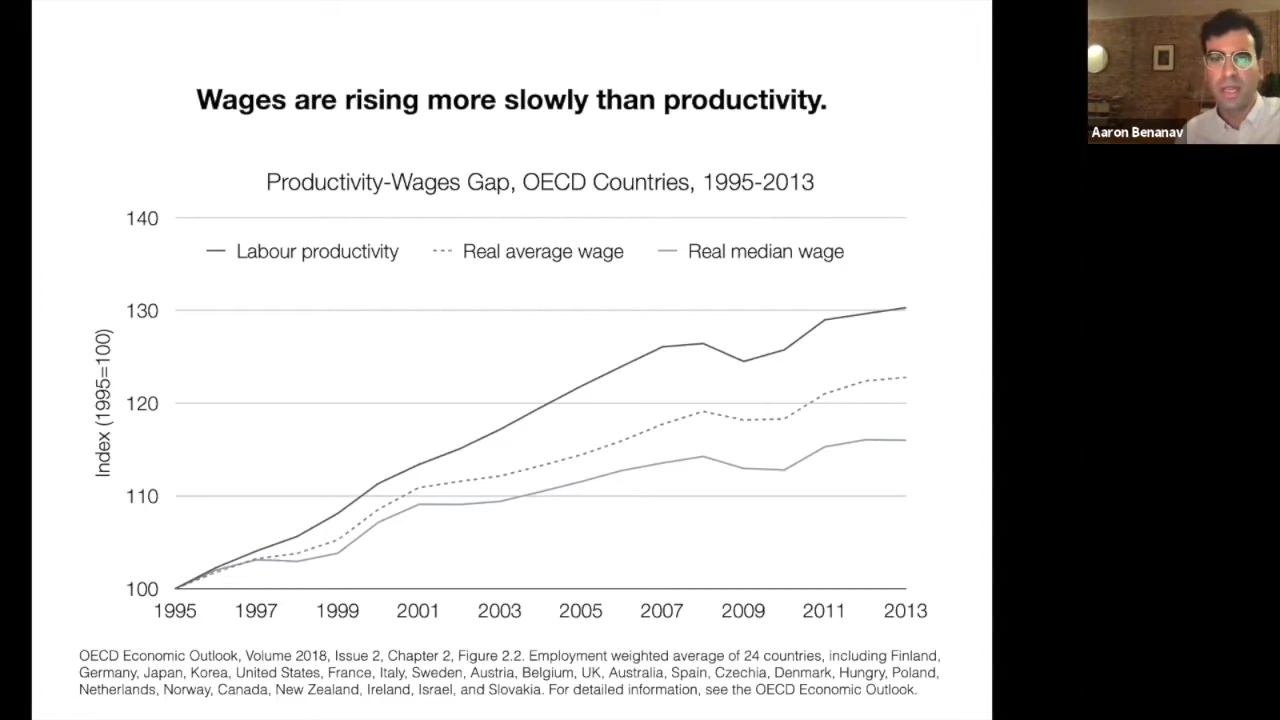 Wages are rising more slowly than productivity.
Aaron Benanav
Productivity-Wages Gap, OECD Countries, 1995-2013
140
Labour productivity
Real average wage
Real median wage
130
120
110
100
Index (1995=100)
1995 1997 1999 2001 2003 2005 2007 2009 2011 2013
OECD Economic Outlook, Volume 2018, Issue 2, Chapter 2, Figure 2.2. Employment weighted average of 24 countries, including Finland,
Germany, Japan, Korea, United States, France, Italy, Sweden, Austria, Belgium, UK, Australia, Spain, Czechia, Denmark, Hungry, Poland,
Netherlands, Norway, Canada, New Zealand, Ireland, Israel, and Slovakia. For detailed information, see the OECD Economic Outlook.